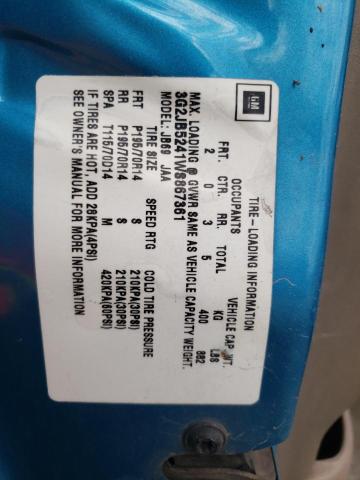 GM
TIRE-LOADING INFORMATION
OCCUPANTS VEHICLE CAP. WT.
FRT. CTR. RR. TOTAL KG LBS
2 0 3 5 400 882
MAX. LOADING @ GVWR SAME AS VEHICLE CAPACITY WEIGHT.
3G2JB5241WS867361
MODEL: JB69 JAA
TIRE SIZE SPEED RTG COLD TIRE PRESSURE
FRT P195/70R14 S 210KPA(30PSI)
RR P195/70R14 S 210KPA(30PSI)
SPA T115/70D14 M 420KPA(60PSI)
IF TIRES ARE HOT, ADD 28KPA(4PSI)
SEE OWNER'S MANUAL FOR MORE INFORMATION